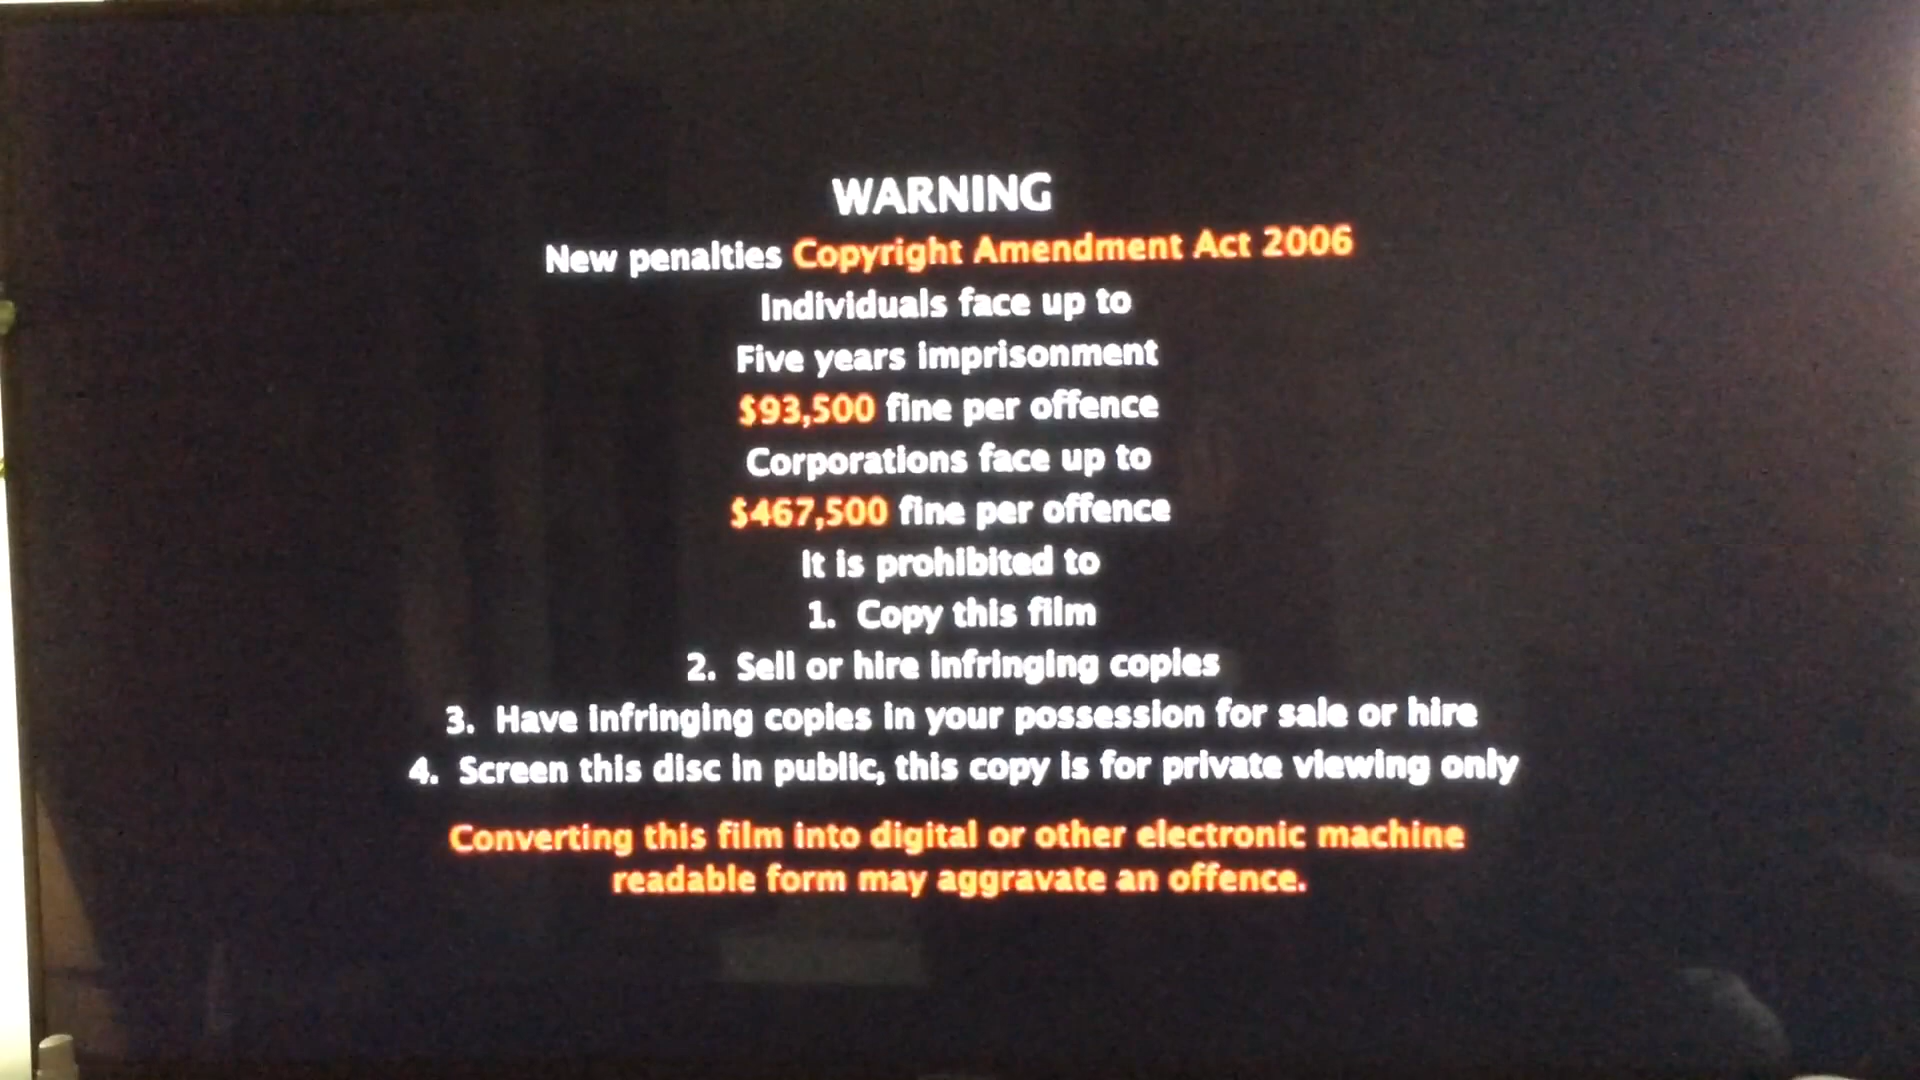 WARNING
New penalties Copyright Amendment Act 2006
Individuals face up to
Five years imprisonment
$93,500 fine per offence
Corporations face up to
$467,500 fine per offence
It is prohibited to
1. Copy this film
2. Sell or hire infringing copies
3. Have infringing copies in your possession for sale or hire
4. Screen this disc in public, this copy is for private viewing only
Converting this film into digital or other electronic machine
readable form may aggravate an offence.